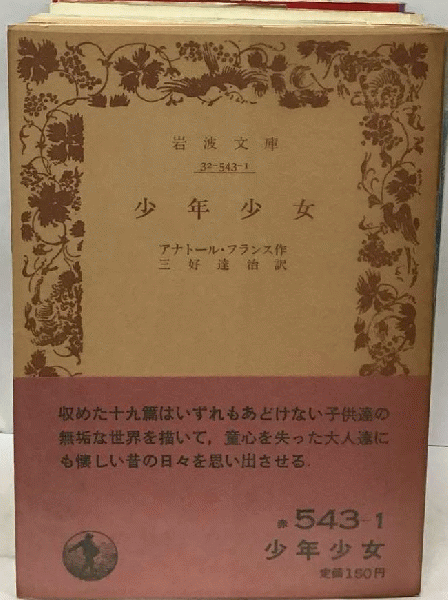 岩波文庫
32-543-1
少年少女
アナトール・フランス作
三好達治訳
収めた十九篇はいずれもあどけない子供達の
無垢な世界を描いて，童心を失った大人達に
も懐しい昔の日々を思い出させる．
赤 543-1
少年少女
定価150円